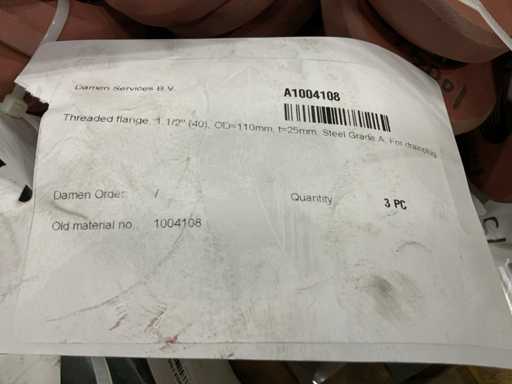 Damen Services B.V.
A1004108
Threaded flange, 1 1/2" (40), OD=110mm, t=25mm, Steel Grade A, For drainplug
Damen Order: /
Quantity 3 PC
Old material no. 1004108